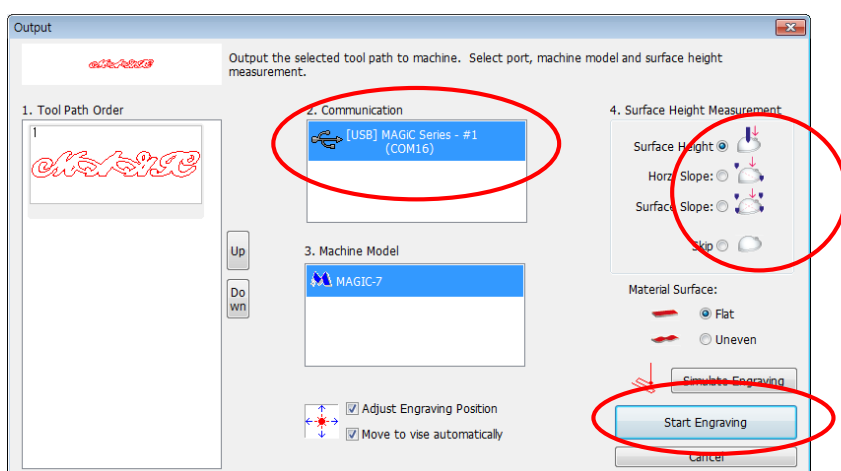 Output
Output the selected tool path to machine.  Select port, machine model and surface height
measurement.
1. Tool Path Order
1
2. Communication
[USB] MAGiC Series - #1
(COM16)
Up
Do
wn
3. Machine Model
MAGIC-7
Adjust Engraving Position
Move to vise automatically
4. Surface Height Measurement
Surface Height
Horz. Slope:
Surface Slope:
Skip
Material Surface:
Flat
Uneven
Simulate Engraving
Start Engraving
Cancel